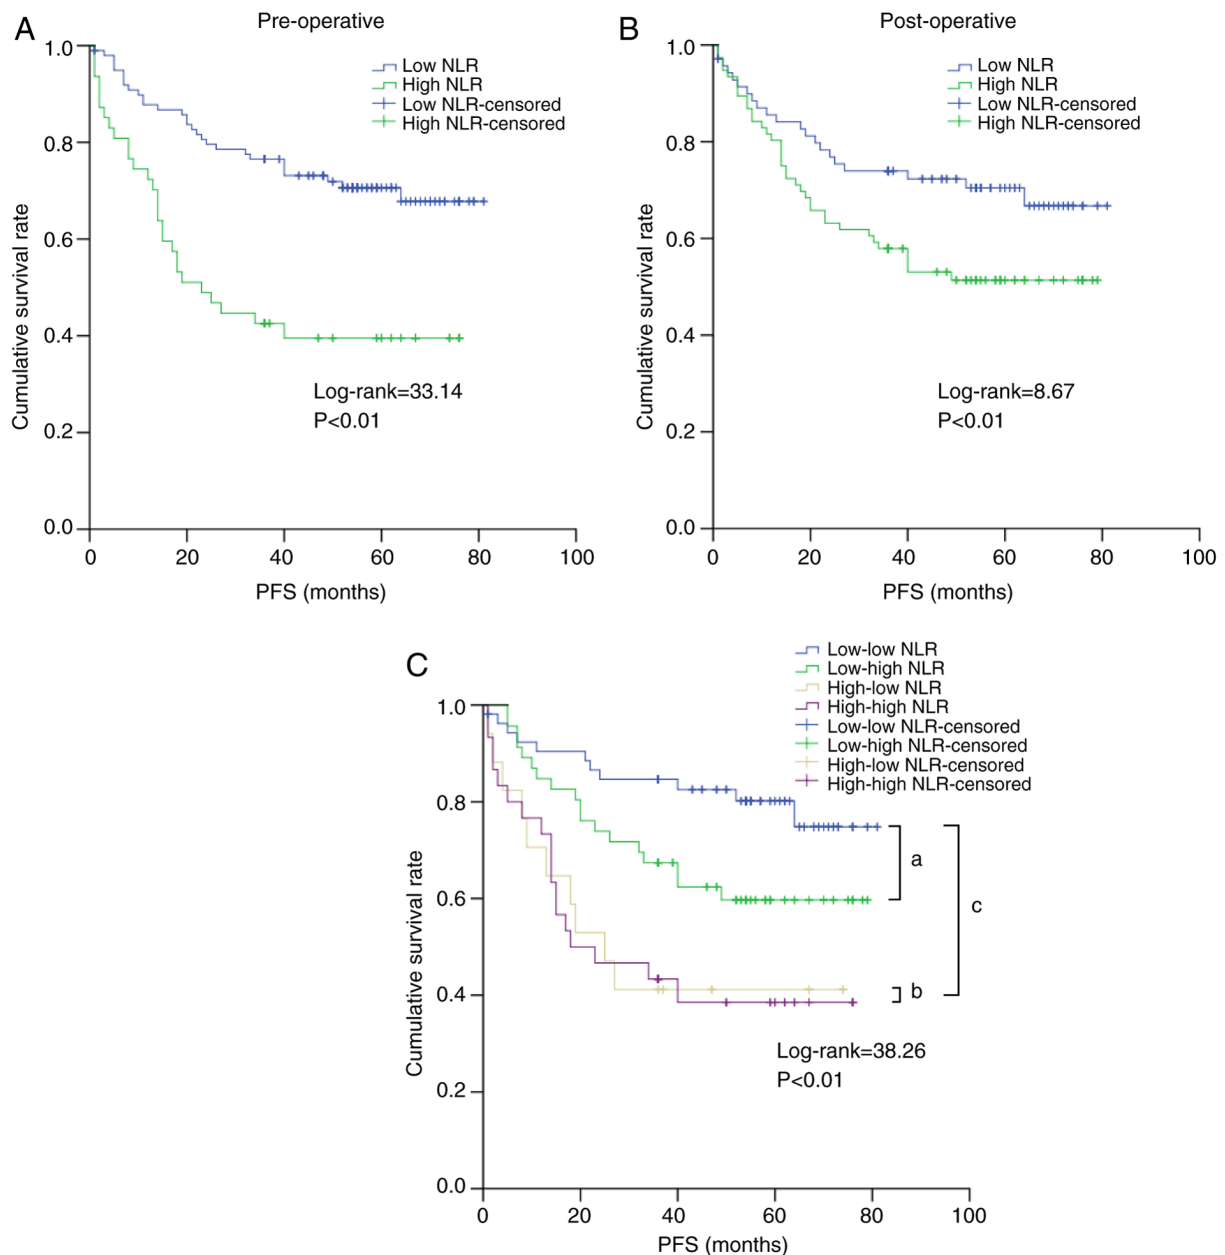 A
Pre-operative
1.0
0.8
0.6
0.4
0.2
0.0
Cumulative survival rate
Low NLR
High NLR
Low NLR-censored
High NLR-censored
Log-rank=33.14
P<0.01
0 20 40 60 80 100
PFS (months)
B
Post-operative
1.0
0.8
0.6
0.4
0.2
0.0
Cumulative survival rate
Low NLR
High NLR
Low NLR-censored
High NLR-censored
Log-rank=8.67
P<0.01
0 20 40 60 80 100
PFS (months)
C
Low-low NLR
Low-high NLR
High-low NLR
High-high NLR
Low-low NLR-censored
Low-high NLR-censored
High-low NLR-censored
High-high NLR-censored
1.0
0.8
0.6
0.4
0.2
0.0
Cumulative survival rate
a
c
b
Log-rank=38.26
P<0.01
0 20 40 60 80 100
PFS (months)